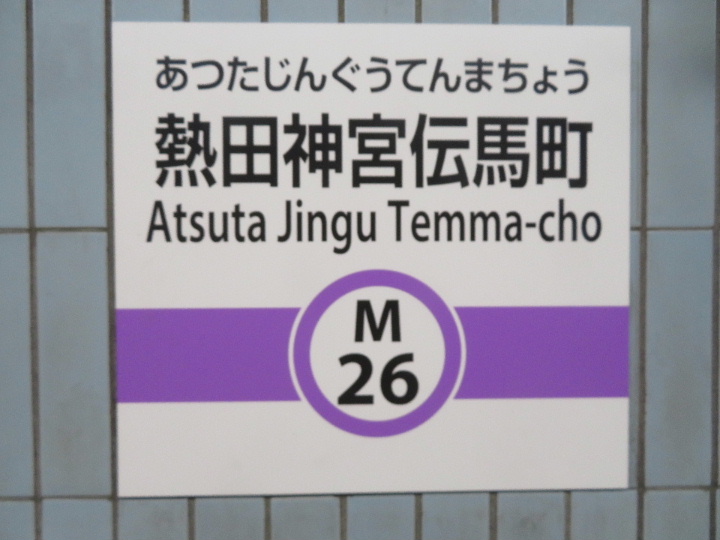 あつたじんぐうてんまちょう
熱田神宮伝馬町
Atsuta Jingu Temma-cho
M
26